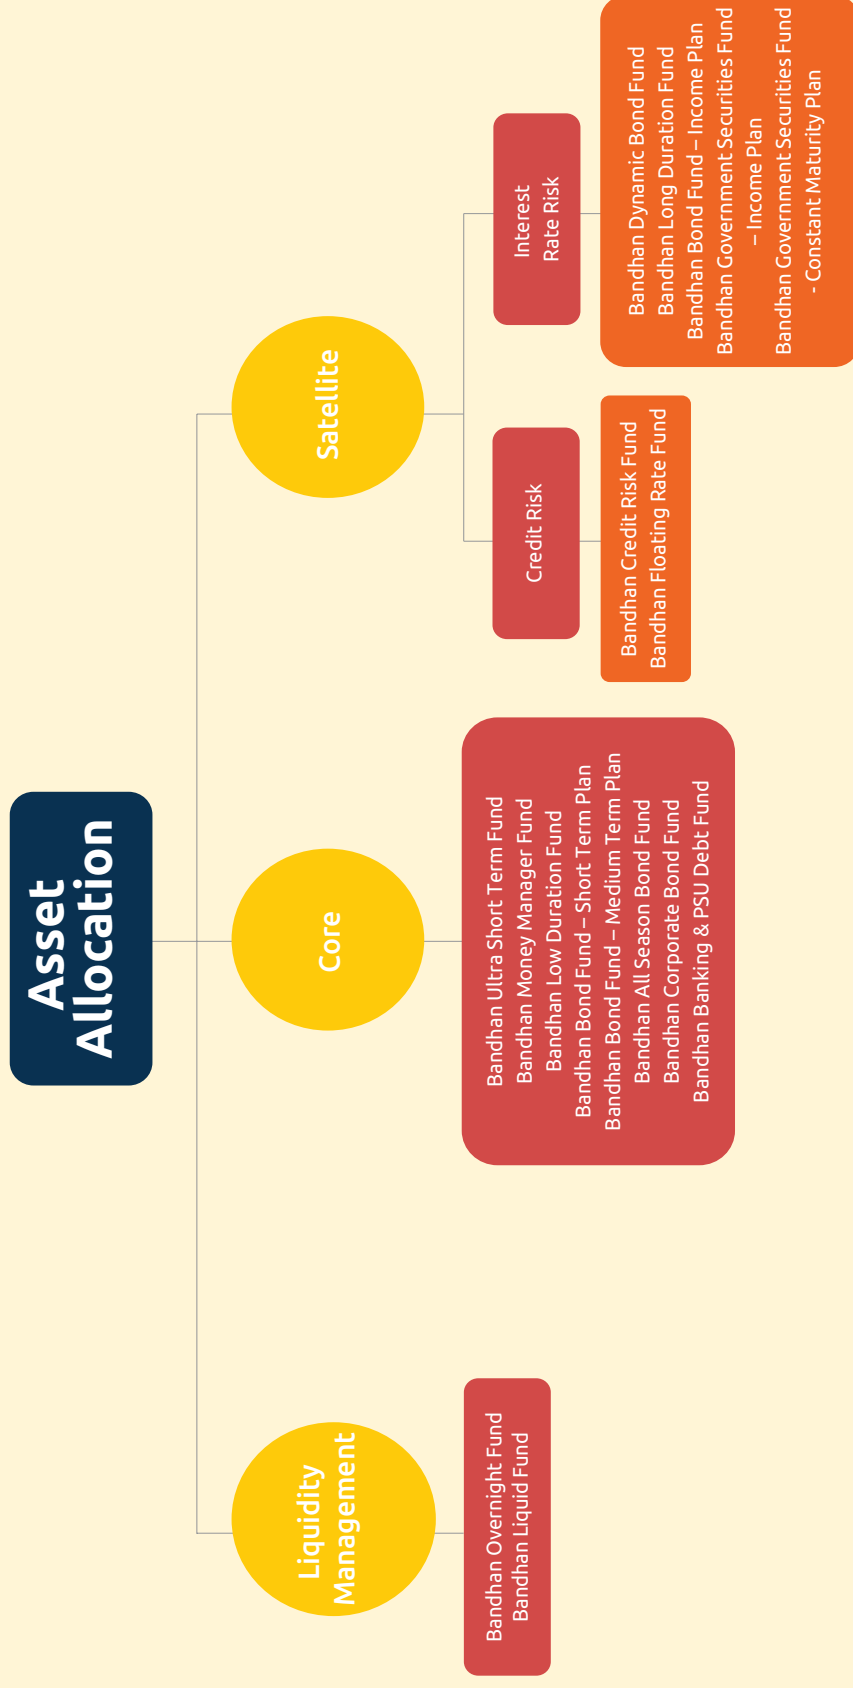 Asset
Allocation
Liquidity
Management
Core
Satellite
Bandhan Overnight Fund
Bandhan Liquid Fund
Bandhan Ultra Short Term Fund
Bandhan Money Manager Fund
Bandhan Low Duration Fund
Bandhan Bond Fund – Short Term Plan
Bandhan Bond Fund – Medium Term Plan
Bandhan All Season Bond Fund
Bandhan Corporate Bond Fund
Bandhan Banking & PSU Debt Fund
Credit Risk
Interest
Rate Risk
Bandhan Credit Risk Fund
Bandhan Floating Rate Fund
Bandhan Dynamic Bond Fund
Bandhan Long Duration Fund
Bandhan Bond Fund – Income Plan
Bandhan Government Securities Fund
– Income Plan
Bandhan Government Securities Fund
- Constant Maturity Plan